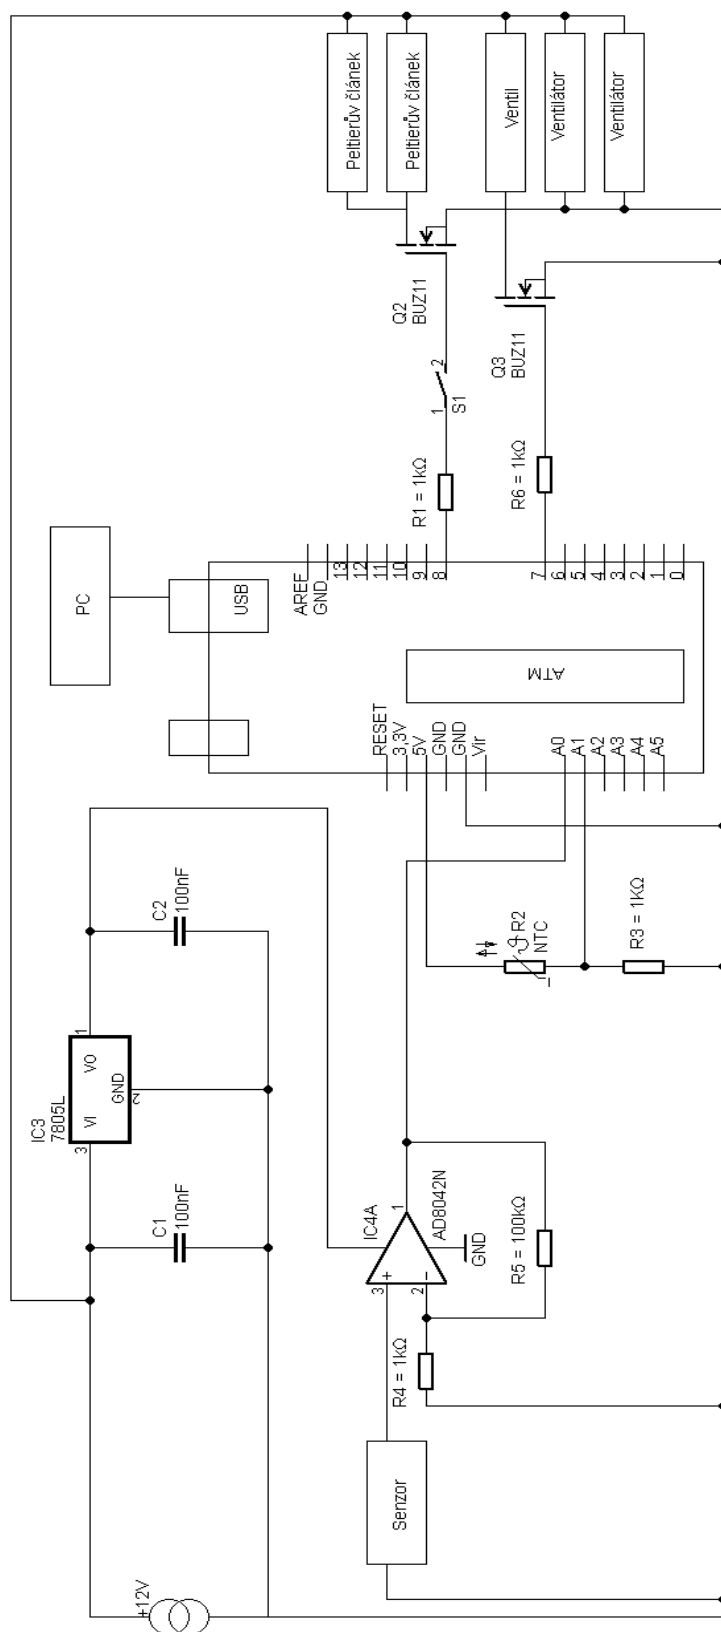 Peltierův článek
Peltierův článek
Ventil
Ventilátor
Ventilátor
Q2
BUZ11
Q3
BUZ11
2
1
S1
R1 = 1kΩ
R6 = 1kΩ
PC
USB
AREF
GND
13
12
11
10
9
8
7
6
5
4
3
2
1
0
ATM
RESET
3,3V
5V
GND
GND
Vir
A0
A1
A2
A3
A4
A5
C2
100nF
R2
NTC
R3 = 1KΩ
IC3
7805L
1
VO
GND
2
VI
3
C1
100nF
IC4A
1
AD8042N
GND
3
+
2
−
R5 = 100kΩ
R4 = 1kΩ
Senzor
+12V